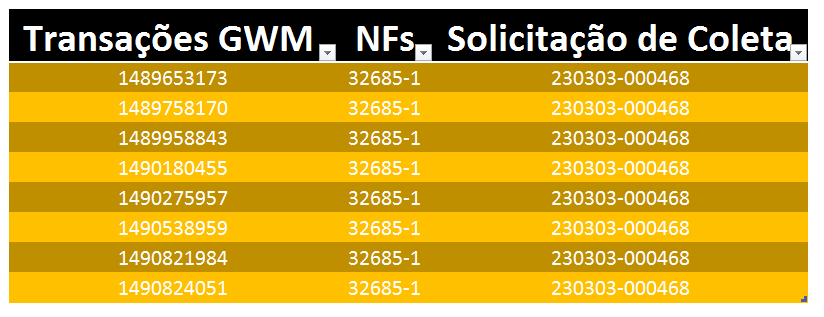 Transações GWM NFs Solicitação de Coleta
1489653173 32685-1 230303-000468
1489758170 32685-1 230303-000468
1489958843 32685-1 230303-000468
1490180455 32685-1 230303-000468
1490275957 32685-1 230303-000468
1490538959 32685-1 230303-000468
1490821984 32685-1 230303-000468
1490824051 32685-1 230303-000468